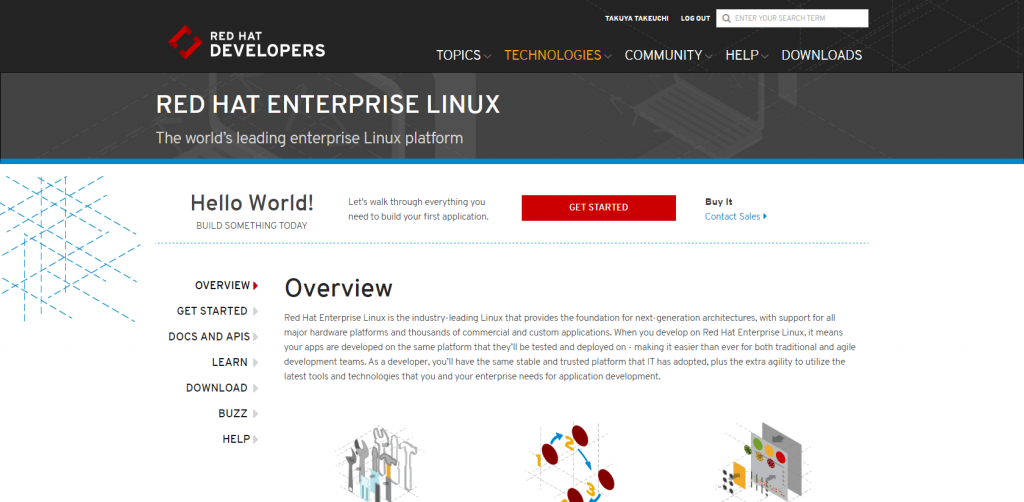 TAKUYA TAKEUCHI LOG OUT ENTER YOUR SEARCH TERM
RED HAT
DEVELOPERS
TOPICS TECHNOLOGIES COMMUNITY HELP DOWNLOADS
RED HAT ENTERPRISE LINUX
The world's leading enterprise Linux platform
Hello World!
BUILD SOMETHING TODAY
Let's walk through everything you
need to build your first application.
GET STARTED
Buy It
Contact Sales
OVERVIEW
GET STARTED
DOCS AND APIS
LEARN
DOWNLOAD
BUZZ
HELP
Overview
Red Hat Enterprise Linux is the industry-leading Linux that provides the foundation for next-generation architectures, with support for all
major hardware platforms and thousands of commercial and custom applications. When you develop on Red Hat Enterprise Linux, it means
your apps are developed on the same platform that they'll be tested and deployed on - making it easier than ever for both traditional and agile
development teams. As a developer, you'll have the same stable and trusted platform that IT has adopted, plus the extra agility to utilize the
latest tools and technologies that you and your enterprise needs for application development.
1
2
3